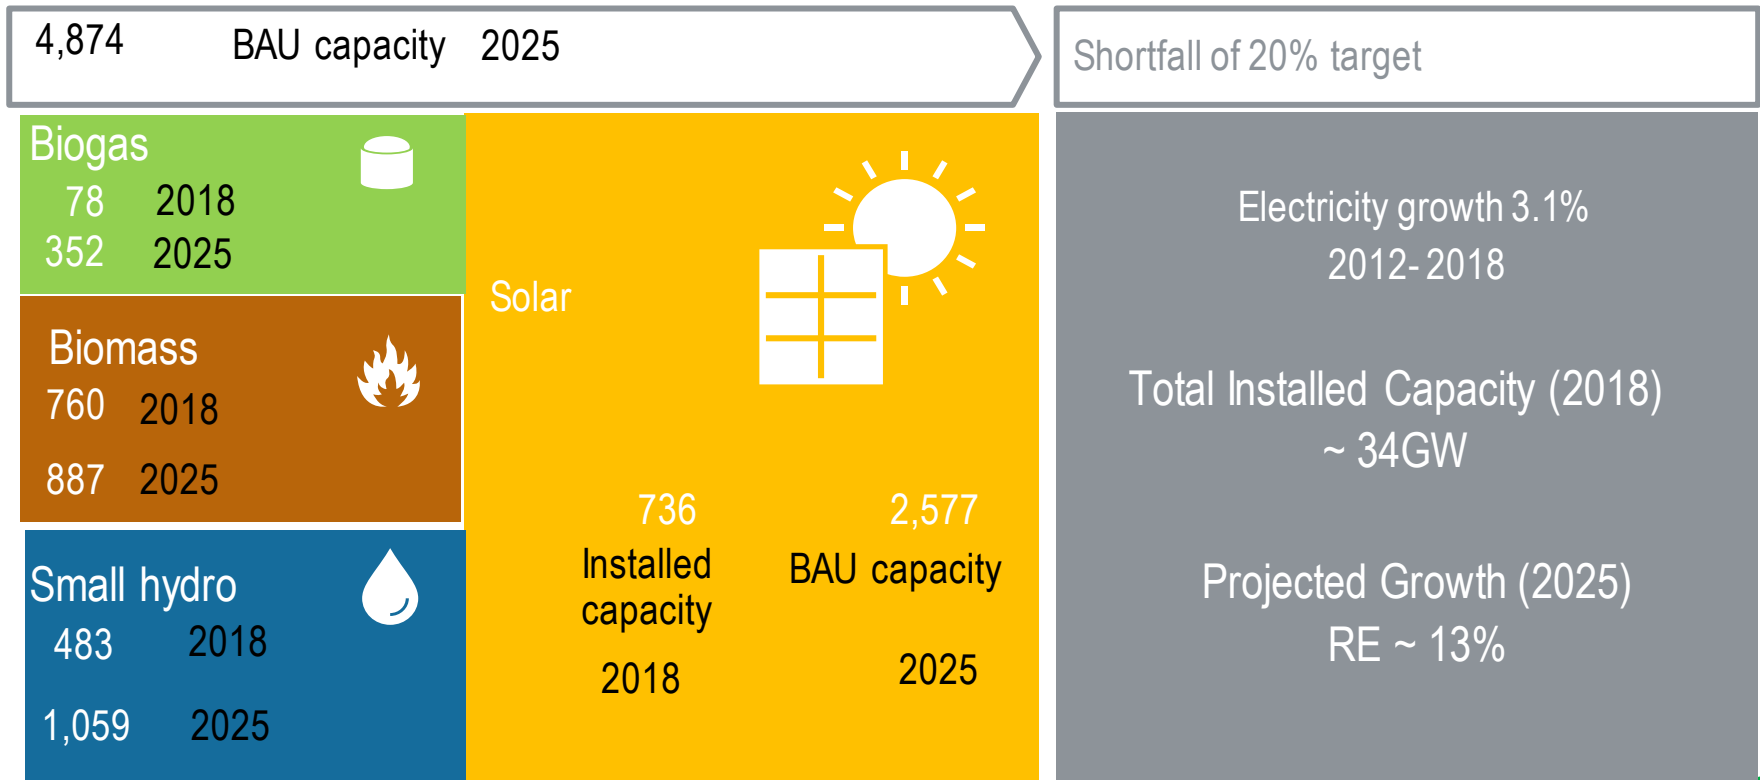 4,874 BAU capacity 2025
Shortfall of 20% target
Biogas
78 2018
352 2025
Biomass
760 2018
887 2025
Small hydro
483 2018
1,059 2025
Solar
736 2,577
Installed capacity BAU capacity
2018 2025
Electricity growth 3.1%
2012- 2018
Total Installed Capacity (2018)
~ 34GW
Projected Growth (2025)
RE ~ 13%